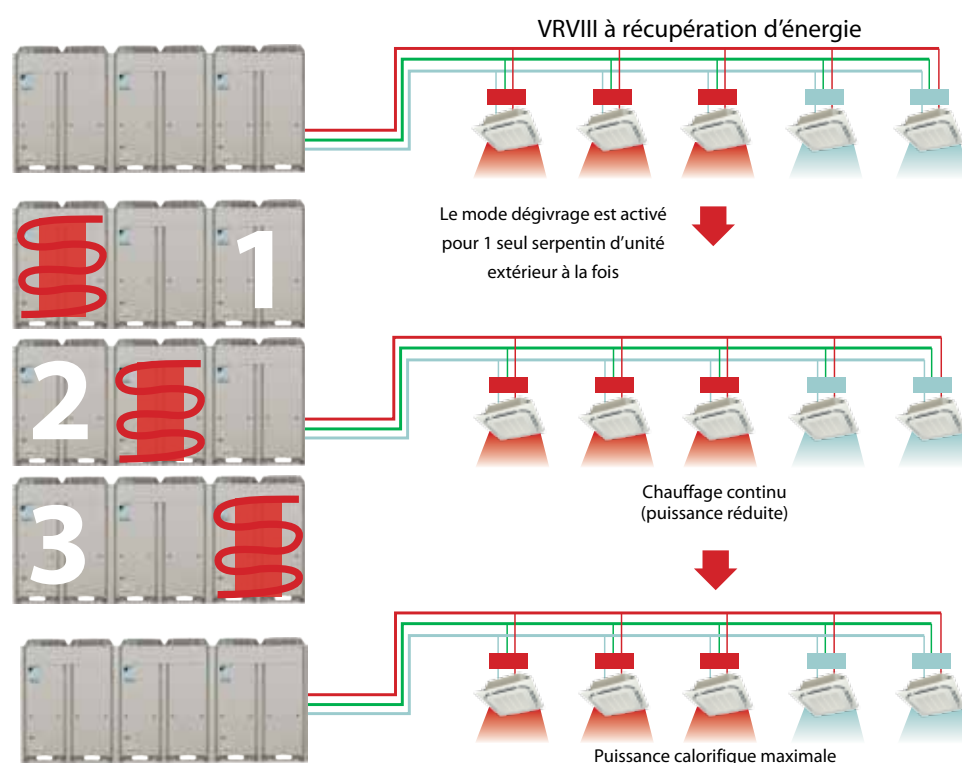 VRVIII à récupération d'énergie
Le mode dégivrage est activé
pour 1 seul serpentin d'unité
extérieur à la fois
1
2
Chauffage continu
(puissance réduite)
3
Puissance calorifique maximale